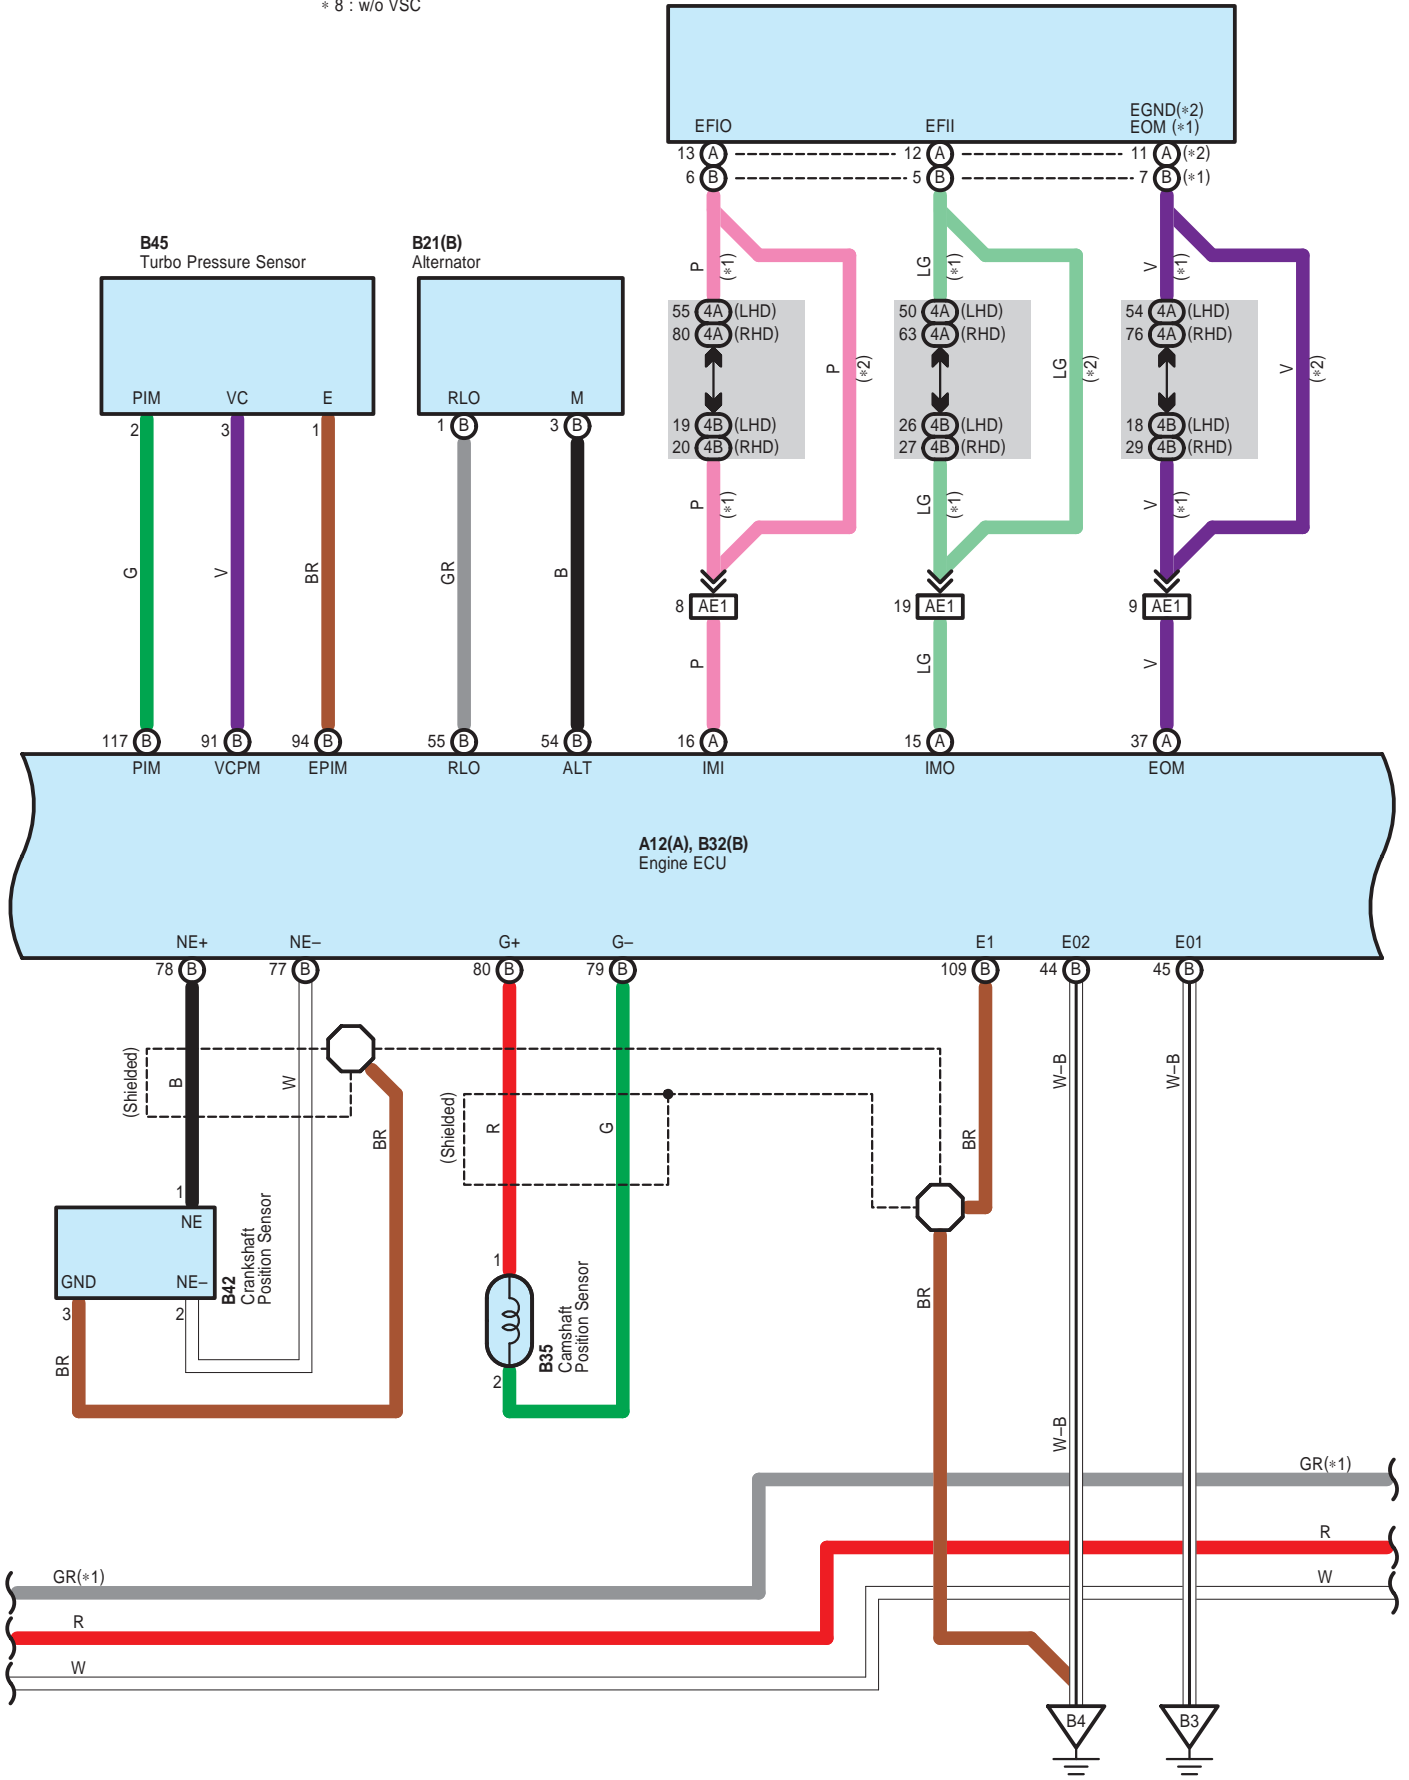 ∗ 8 : w/o VSC
EGND(∗2)
EFIO EFII EOM (∗1)
13 A 12 A 11 A (∗2)
6 B 5 B 7 B (∗1)
B45
Turbo Pressure Sensor
B21(B)
Alternator
P (∗1) LG (∗1) V (∗1)
55 4A (LHD) 50 4A (LHD) 54 4A (LHD)
80 4A (RHD) 63 4A (RHD) 76 4A (RHD)
P (∗2) LG (∗2) V (∗2)
PIM VC E RLO M
2 3 1 1 B 3 B
19 4B (LHD) 26 4B (LHD) 18 4B (LHD)
20 4B (RHD) 27 4B (RHD) 29 4B (RHD)
P (∗1) LG (∗1) V (∗1)
G V BR GR B
8 AE1 19 AE1 9 AE1
P LG V
117 B 91 B 94 B 55 B 54 B 16 A 15 A 37 A
PIM VCPM EPIM RLO ALT IMI IMO EOM
A12(A), B32(B)
Engine ECU
NE+ NE– G+ G– E1 E02 E01
78 B 77 B 80 B 79 B 109 B 44 B 45 B
(Shielded) B W BR
(Shielded) R G BR
W–B W–B
1
NE
GND NE–
3 2
B42
Crankshaft
Position Sensor
BR
1
2
B35
Camshaft
Position Sensor
BR
W–B
GR(∗1)
R
W
GR(∗1)
R
W
B4 B3